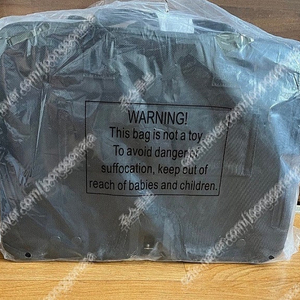 WARNING!
This bag is not a toy.
To avoid danger of
suffocation, keep out of
reach of babies and children.